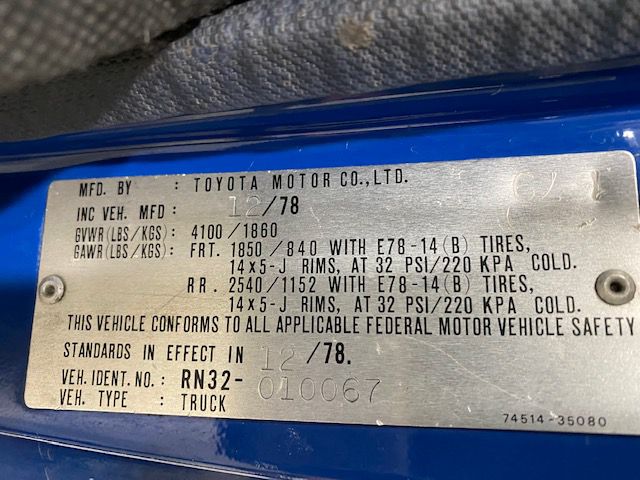 MFD. BY : TOYOTA MOTOR CO., LTD.
INC VEH. MFD : 12/78
GVWR (LBS/KGS): 4100/1860
GAWR (LBS/KGS): FRT. 1850/840 WITH E78-14(B) TIRES,
14x5-J RIMS, AT 32 PSI/220 KPA COLD.
RR. 2540/1152 WITH E78-14(B) TIRES,
14x5-J RIMS, AT 32 PSI/220 KPA COLD.
THIS VEHICLE CONFORMS TO ALL APPLICABLE FEDERAL MOTOR VEHICLE SAFETY
STANDARDS IN EFFECT IN 12/78.
VEH. IDENT. NO.: RN32-010067
VEH. TYPE : TRUCK
74514-35080